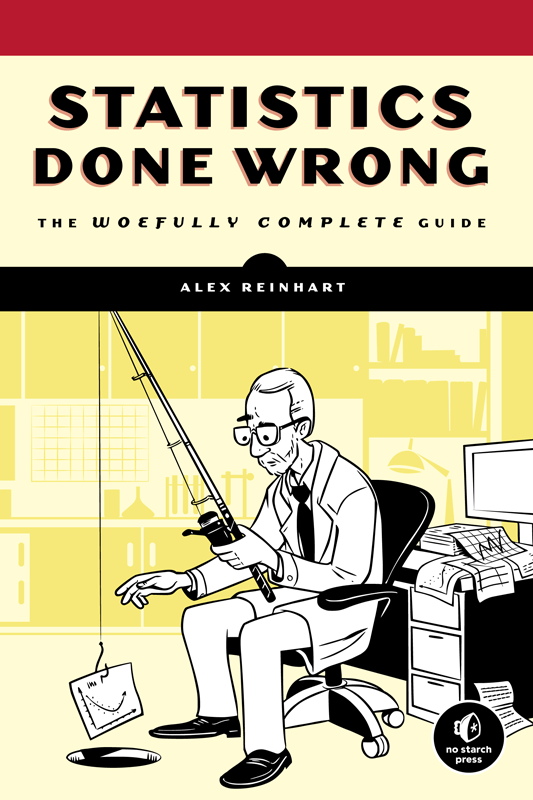 STATISTICS
DONE WRONG
THE WOEFULLY COMPLETE GUIDE
ALEX REINHART
no starch
press